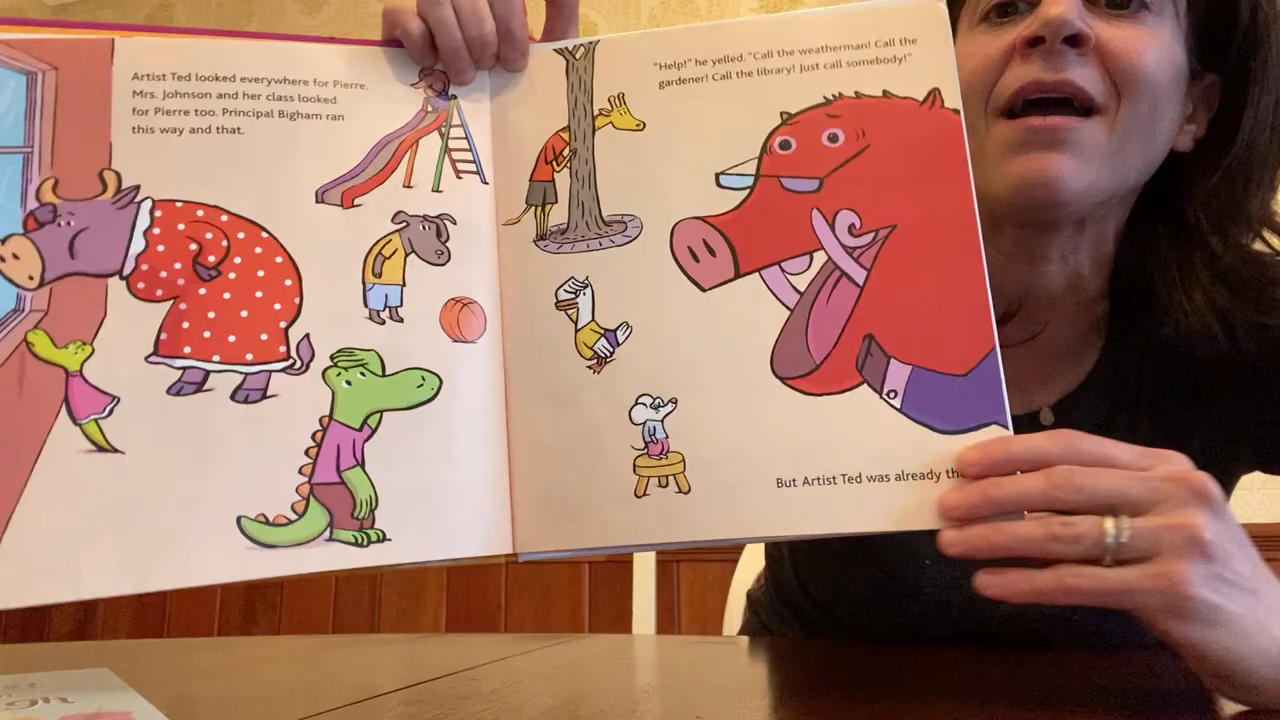 Artist Ted looked everywhere for Pierre.
Mrs. Johnson and her class looked
for Pierre too. Principal Bigham ran
this way and that.
"Help!" he yelled. "Call the weatherman! Call the
gardener! Call the library! Just call somebody!"
But Artist Ted was already